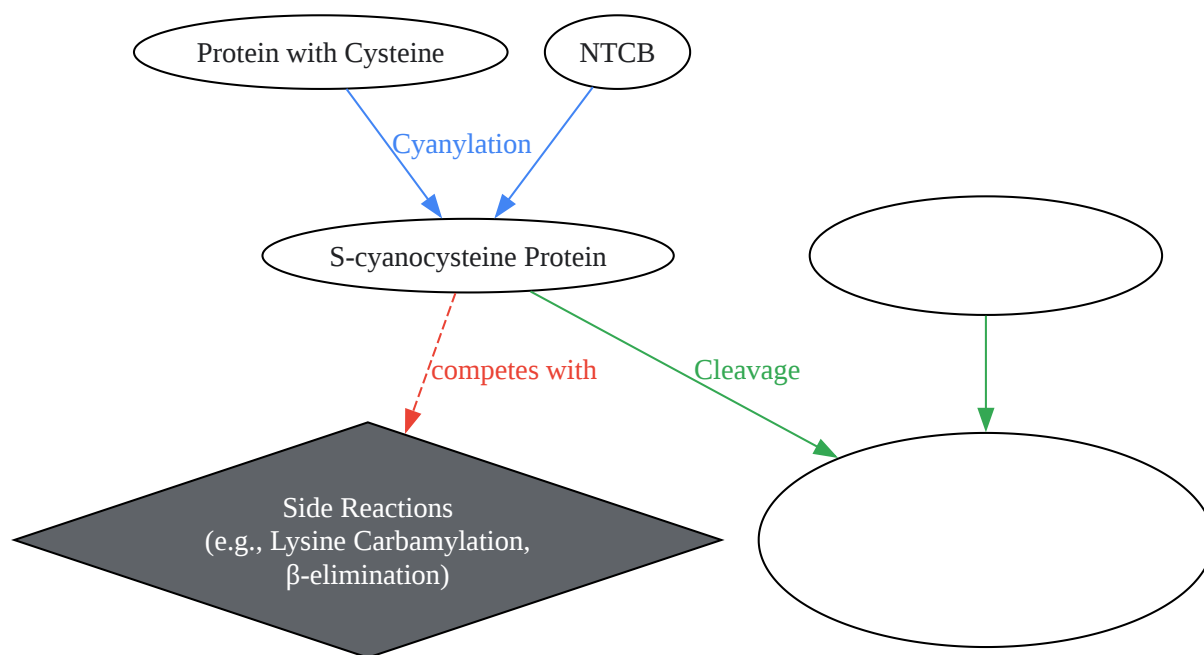 Protein with Cysteine
NTCB
Cyanylation
S-cyanocysteine Protein
competes with
Cleavage
Side Reactions
(e.g., Lysine Carbamylation,
β-elimination)